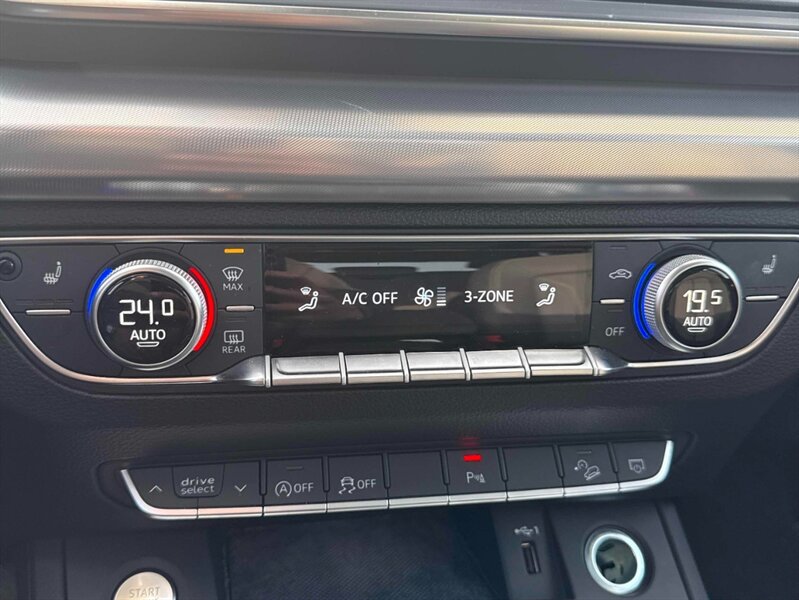 24.0
AUTO
MAX
REAR
A/C OFF
3-ZONE
OFF
19.5
AUTO
drive
select
A OFF
OFF
P
START